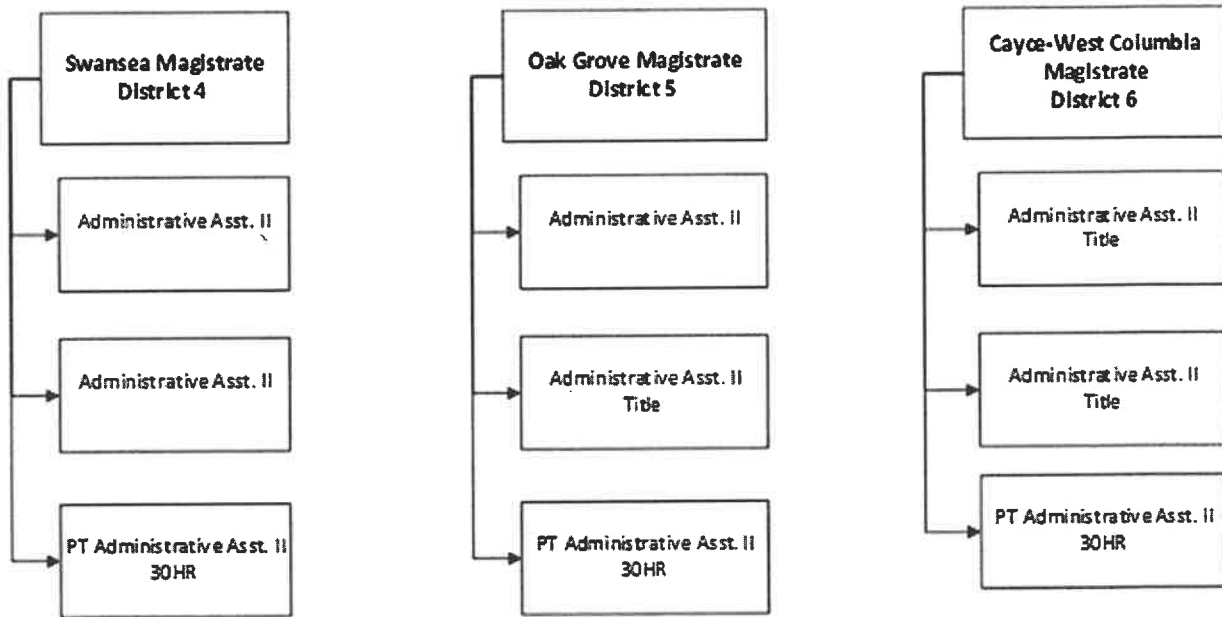 Swansea Magistrate
District 4
Administrative Asst. II
Administrative Asst. II
PT Administrative Asst. II
30HR
Oak Grove Magistrate
District 5
Administrative Asst. II
Administrative Asst. II
Title
PT Administrative Asst. II
30HR
Cayce-West Columbia
Magistrate
District 6
Administrative Asst. II
Title
Administrative Asst. II
Title
PT Administrative Asst. II
30HR